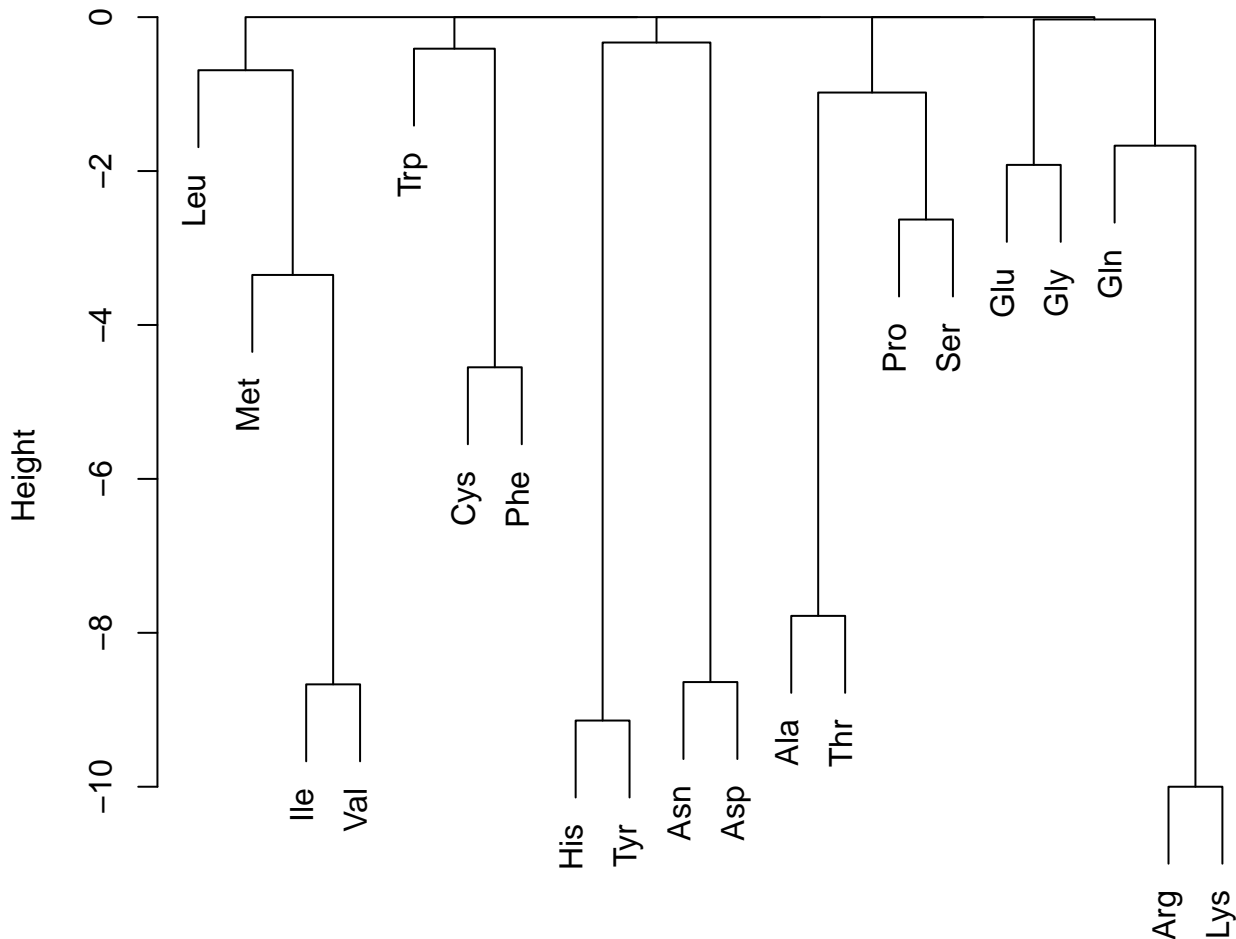 Height
0
−2
−4
−6
−8
−10
Leu
Met
Ile
Val
Trp
Cys
Phe
His
Tyr
Asn
Asp
Ala
Thr
Pro
Ser
Glu
Gly
Gln
Arg
Lys